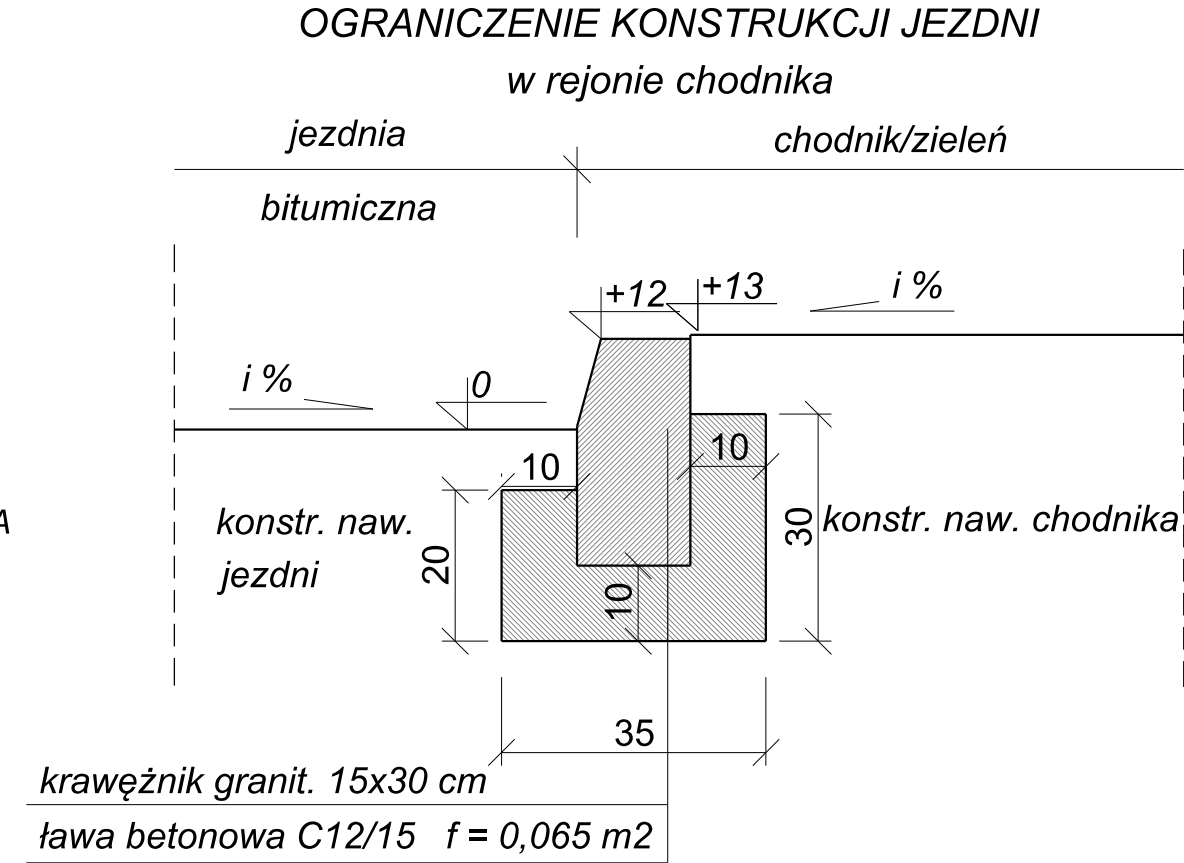 OGRANICZENIE KONSTRUKCJI JEZDNI
w rejonie chodnika
jezdnia
chodnik/zieleń
bitumiczna
+12
+13
i %
i %
0
10
10
A
konstr. naw.
jezdni
20
10
30
konstr. naw. chodnika
35
krawężnik granit. 15x30 cm
ława betonowa C12/15 f = 0,065 m2